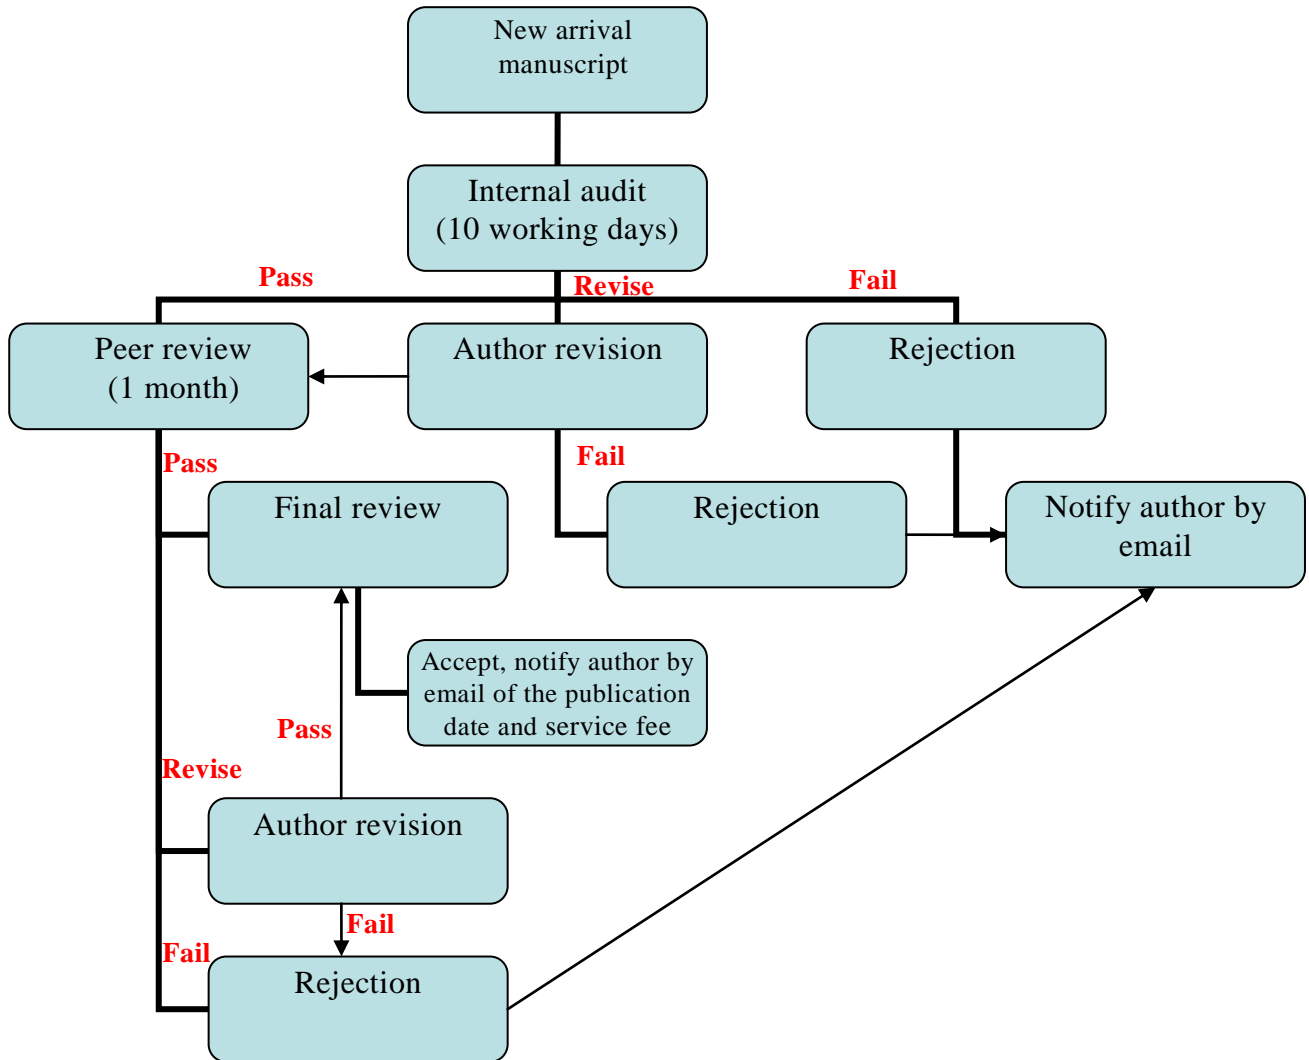 New arrival
manuscript
Internal audit
(10 working days)
Pass
Revise
Fail
Peer review
(1 month)
Author revision
Rejection
Pass
Fail
Final review
Rejection
Notify author by
email
Accept, notify author by
email of the publication
date and service fee
Pass
Revise
Author revision
Fail
Fail
Rejection